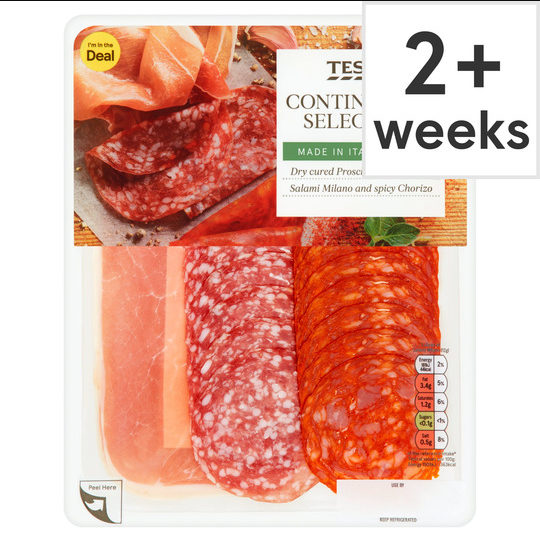 I'm in the
Deal
2+
weeks
TES
CONTIN
SELEC
MADE IN ITA
Dry cured Prosc
Salami Milano and spicy Chorizo
Energy
2%
Fat
3.4g
5%
Saturates
1.2g
6%
Sugars
<0.1g
<1%
Salt
0.5g
8%
Peel Here
USE BY
KEEP REFRIGERATED